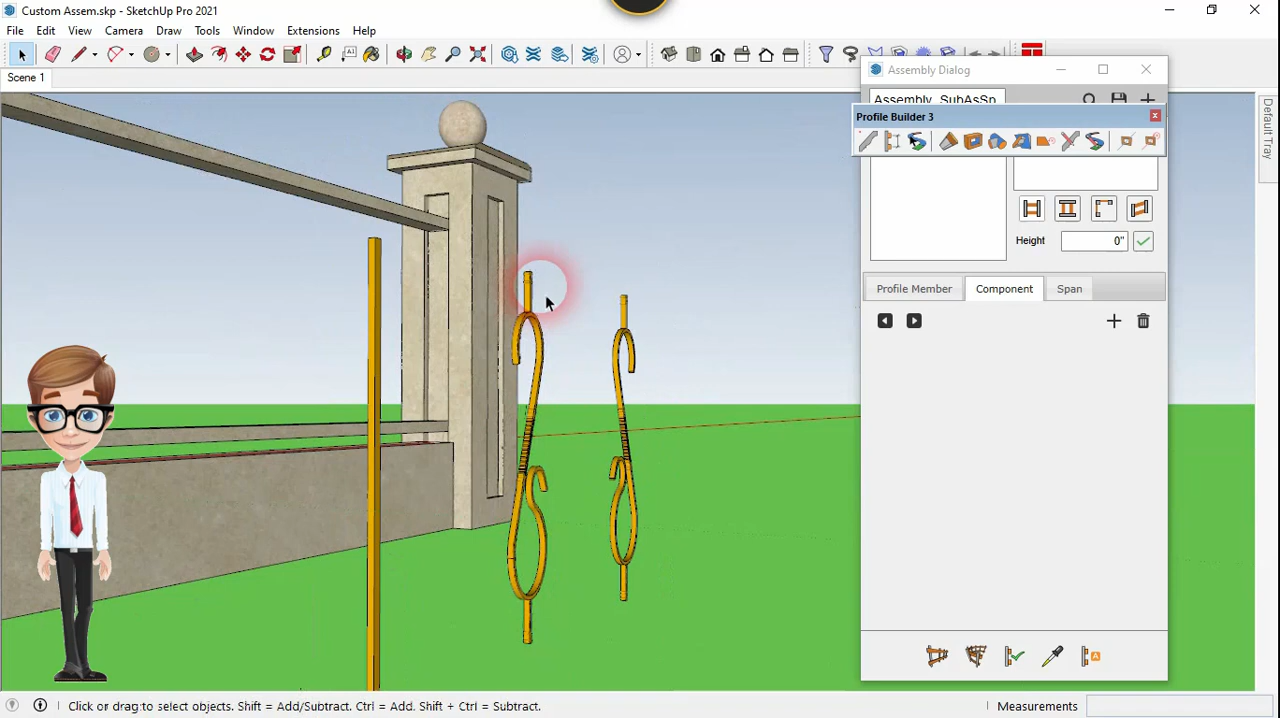 Custom Assem.skp - SketchUp Pro 2021
File Edit View Camera Draw Tools Window Extensions Help
Scene 1
Assembly Dialog
Assembly_SubAsSp
Profile Builder 3
Default Tray
Height 0"
Profile Member Component Span
Click or drag to select objects. Shift = Add/Subtract. Ctrl = Add. Shift + Ctrl = Subtract.
Measurements